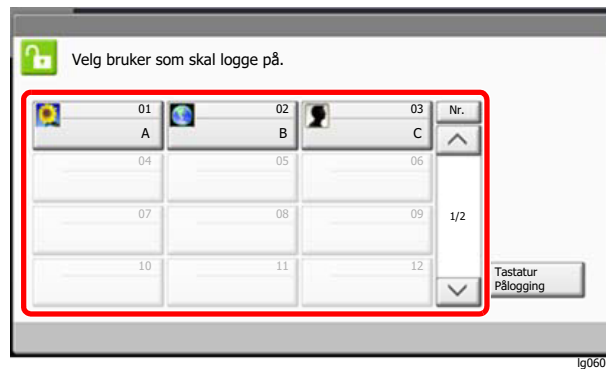 Velg bruker som skal logge på.
01 02 03 Nr.
A B C
04 05 06
07 08 09 1/2
10 11 12
Tastatur
Pålogging
lg060